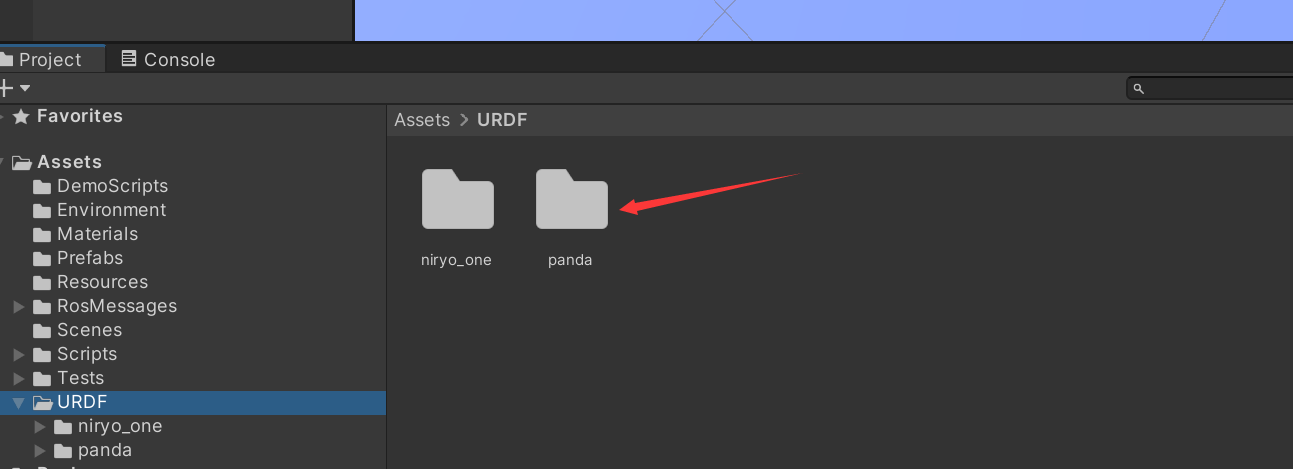 Project
Console
Favorites
Assets
DemoScripts
Environment
Materials
Prefabs
Resources
RosMessages
Scenes
Scripts
Tests
URDF
niryo_one
panda
Assets > URDF
niryo_one
panda